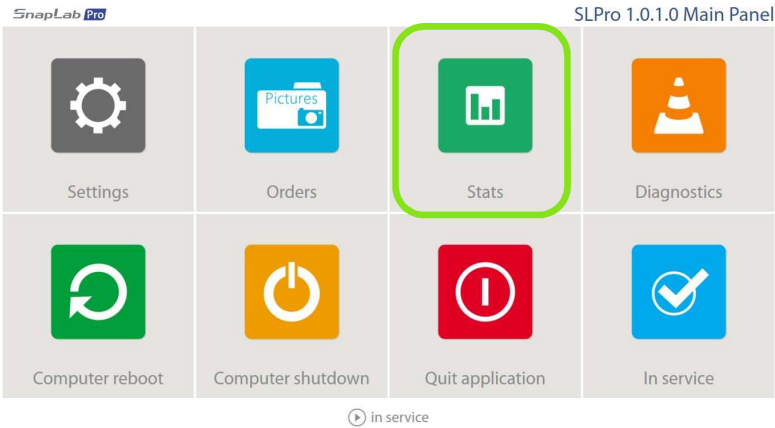 SnapLab Pro
SLPro 1.0.1.0 Main Panel
Pictures
Settings
Orders
Stats
Diagnostics
Computer reboot
Computer shutdown
Quit application
In service
in service